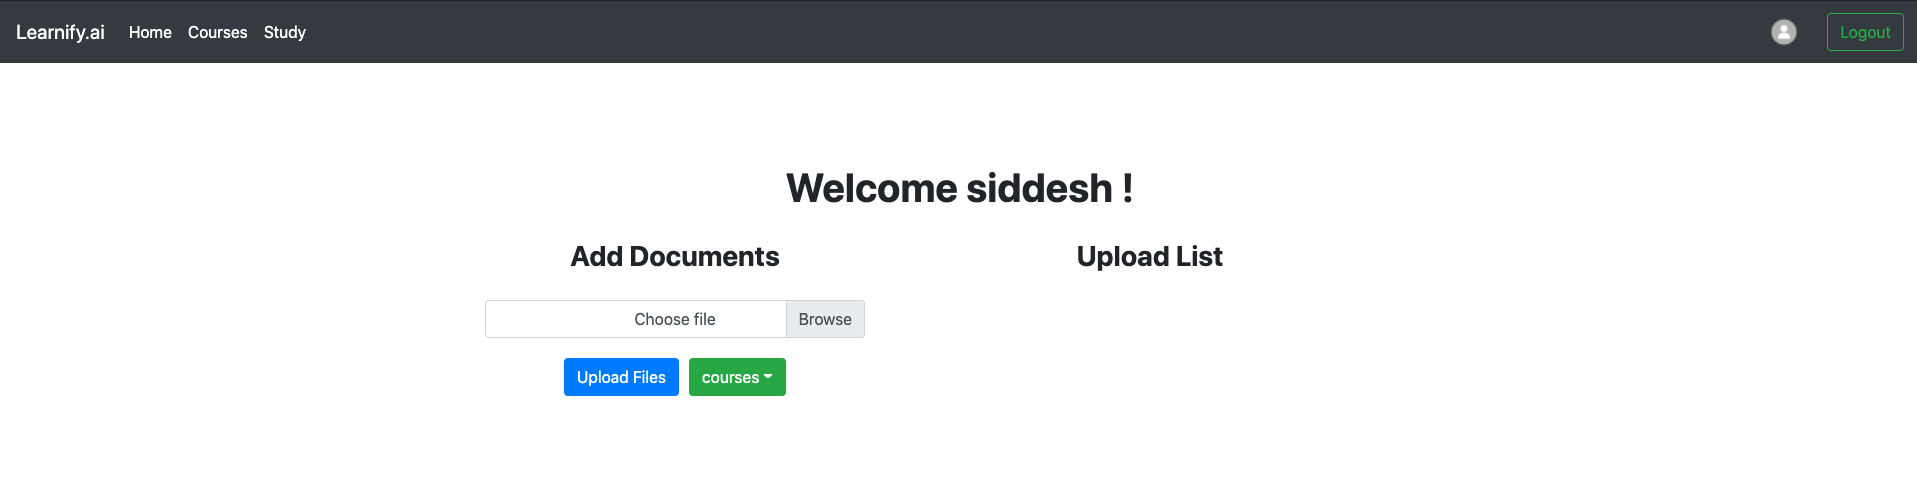 Learnify.ai Home Courses Study Logout
Welcome siddesh !
Add Documents
Upload List
Choose file Browse
Upload Files courses